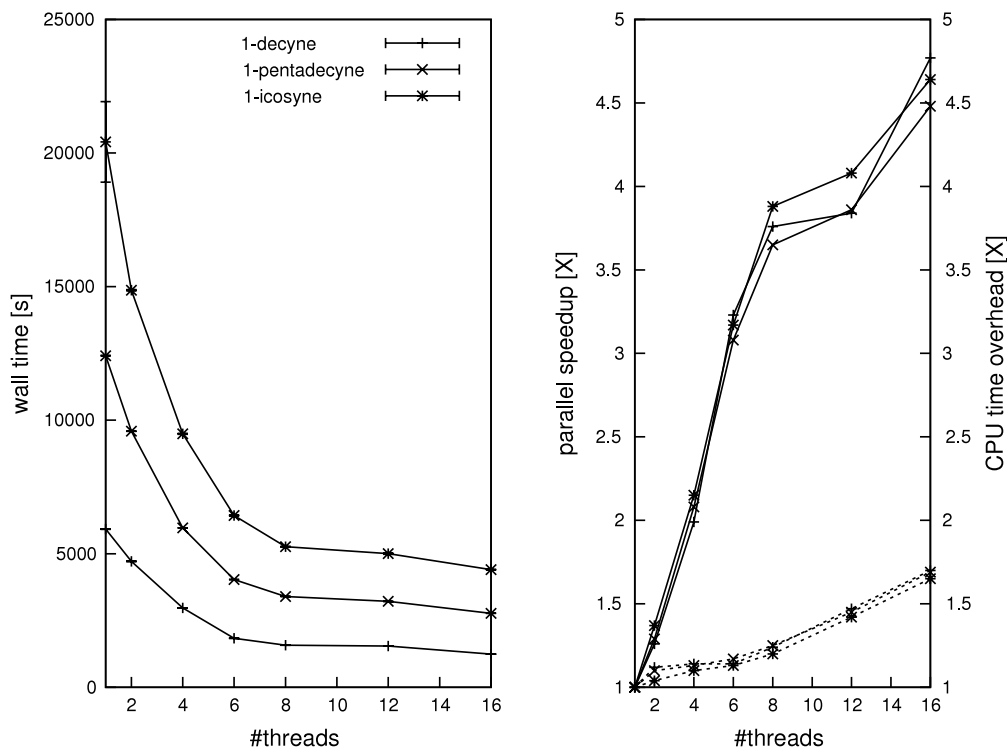 1-decyne
1-pentadecyne
1-icosyne
25000
20000
15000
10000
5000
0
wall time [s]
2 4 6 8 10 12 14 16
#threads
5
4.5
4
3.5
3
2.5
2
1.5
1
parallel speedup [X]
2 4 6 8 10 12 14 16
#threads
5
4.5
4
3.5
3
2.5
2
1.5
1
CPU time overhead [X]